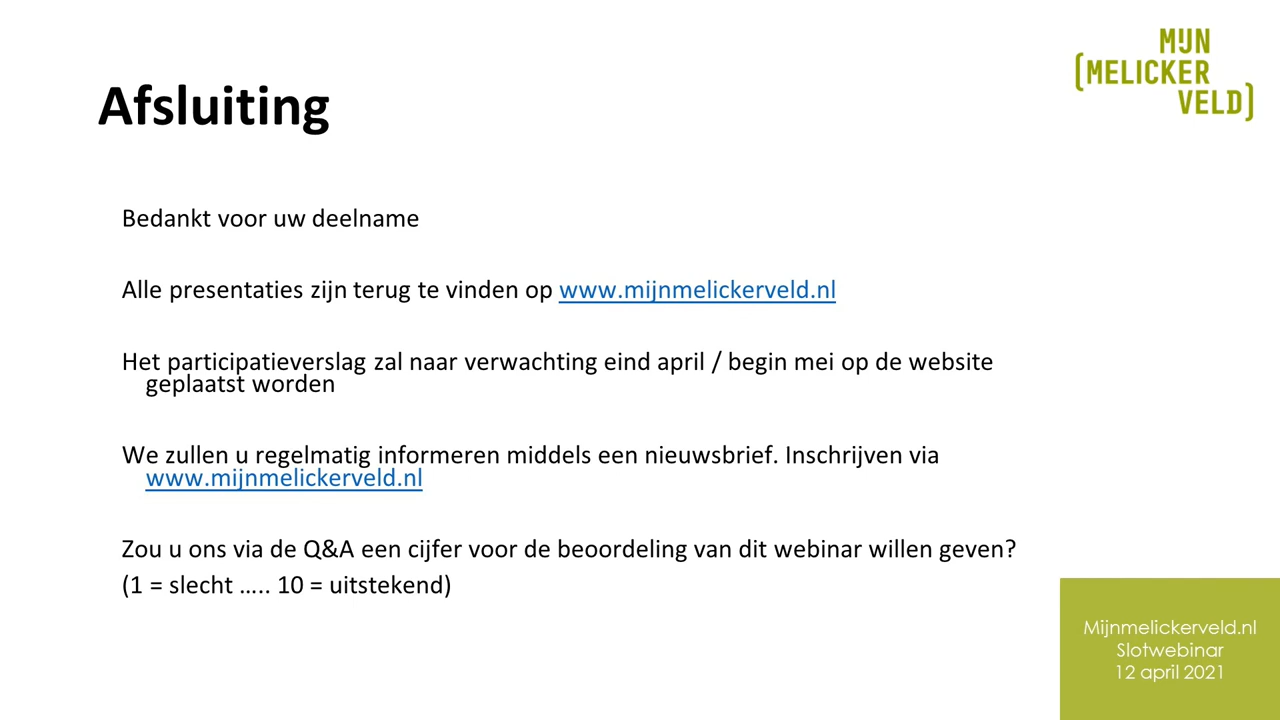 MIJN
(MELICKER
VELD)
Afsluiting
Bedankt voor uw deelname
Alle presentaties zijn terug te vinden op www.mijnmelickerveld.nl
Het participatieverslag zal naar verwachting eind april / begin mei op de website
geplaatst worden
We zullen u regelmatig informeren middels een nieuwsbrief. Inschrijven via
www.mijnmelickerveld.nl
Zou u ons via de Q&A een cijfer voor de beoordeling van dit webinar willen geven?
(1 = slecht ..... 10 = uitstekend)
Mijnmelickerveld.nl
Slotwebinar
12 april 2021